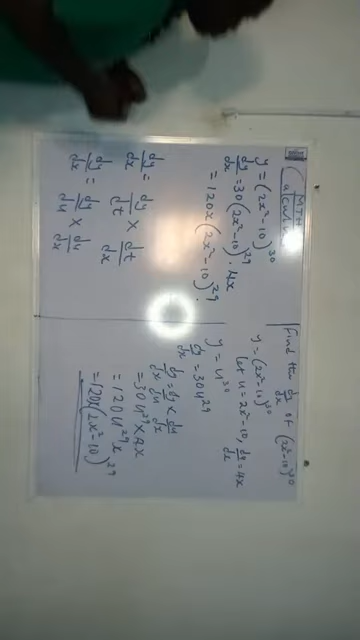 MTH
Calculus
y = (2x² - 10)³⁰
dy/dx = 30(2x² - 10)²⁹ · 4x
= 120x(2x² - 10)²⁹.
dy/dx = dy/dt × dt/dx
dy/dx = dy/du × du/dx
Find the dy/dx of (2x² - 10)³⁰
y = (2x² - 10)³⁰
let u = 2x² - 10, du/dx = 4x
y = u³⁰
dy/du = 30u²⁹
dy/dx = dy/du × du/dx
= 30u²⁹ × 4x
= 120u²⁹x
= 120x(2x² - 10)²⁹